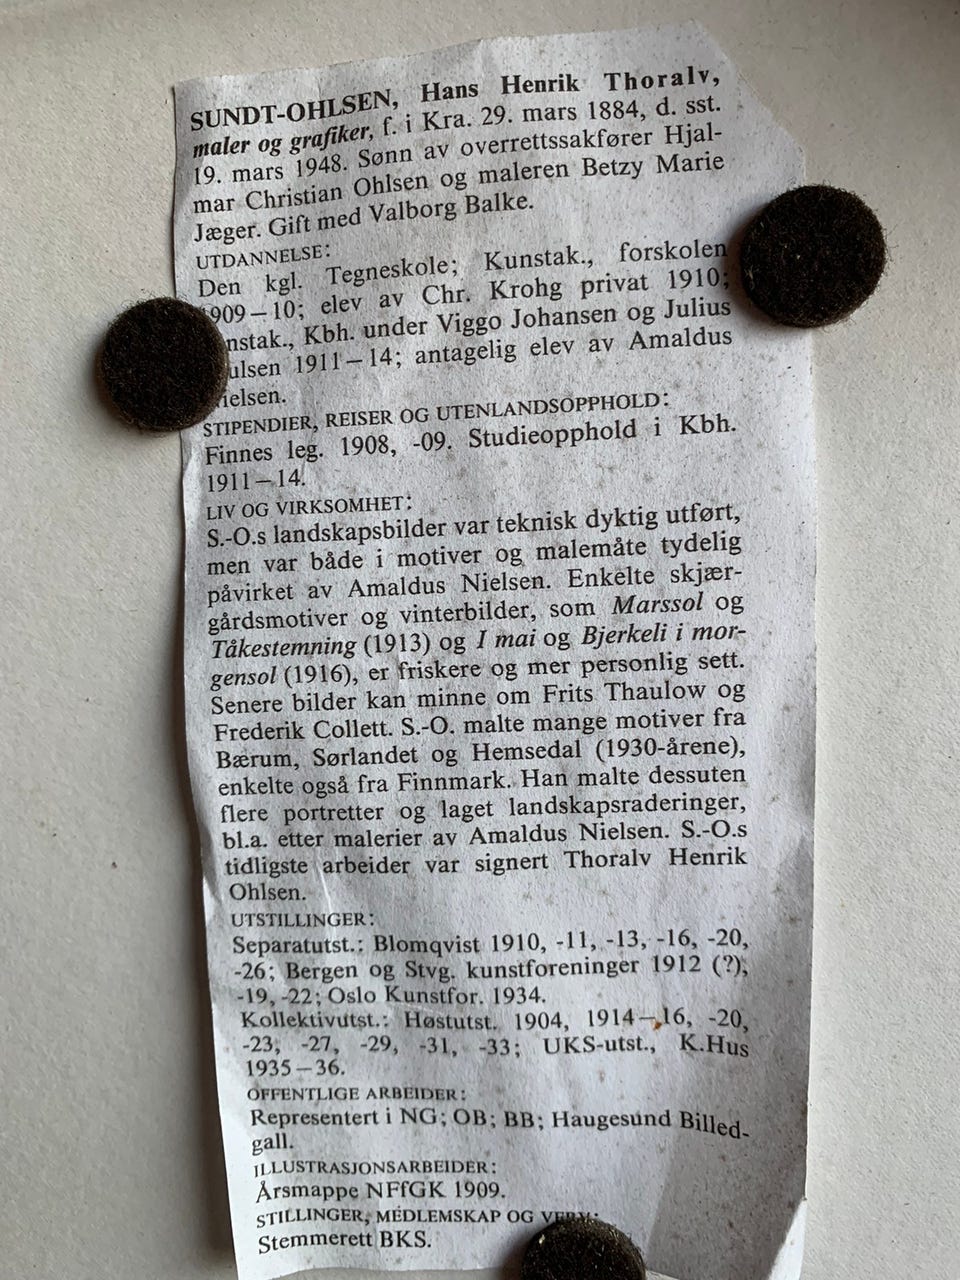 SUNDT-OHLSEN, Hans Henrik Thoralv,
maler og grafiker, f. i Kra. 29. mars 1884, d. sst.
19. mars 1948. Sønn av overrettssakfører Hjal-
mar Christian Ohlsen og maleren Betzy Marie
Jæger. Gift med Valborg Balke.
UTDANNELSE:
Den kgl. Tegneskole; Kunstak., forskolen
909–10; elev av Chr. Krohg privat 1910;
nstak., Kbh. under Viggo Johansen og Julius
ulsen 1911–14; antagelig elev av Amaldus
ielsen.
STIPENDIER, REISER OG UTENLANDSOPPHOLD:
Finnes leg. 1908, -09. Studieopphold i Kbh.
1911–14.
LIV OG VIRKSOMHET:
S.-O.s landskapsbilder var teknisk dyktig utført,
men var både i motiver og malemåte tydelig
påvirket av Amaldus Nielsen. Enkelte skjær-
gårdsmotiver og vinterbilder, som Marssol og
Tåkestemning (1913) og I mai og Bjerkeli i mor-
gensol (1916), er friskere og mer personlig sett.
Senere bilder kan minne om Frits Thaulow og
Frederik Collett. S.-O. malte mange motiver fra
Bærum, Sørlandet og Hemsedal (1930-årene),
enkelte også fra Finnmark. Han malte dessuten
flere portretter og laget landskapsraderinger,
bl.a. etter malerier av Amaldus Nielsen. S.-O.s
tidligste arbeider var signert Thoralv Henrik
Ohlsen.
UTSTILLINGER:
Separatutst.: Blomqvist 1910, -11, -13, -16, -20,
-26; Bergen og Stvg. kunstforeninger 1912 (?),
-19, -22; Oslo Kunstfor. 1934.
Kollektivutst.: Høstutst. 1904, 1914–16, -20,
-23, -27, -29, -31, -33; UKS-utst., K.Hus
1935–36.
OFFENTLIGE ARBEIDER:
Representert i NG; OB; BB; Haugesund Billed-
gall.
ILLUSTRASJONSARBEIDER:
Årsmappe NFfGK 1909.
STILLINGER, MEDLEMSKAP OG VERV:
Stemmerett BKS.